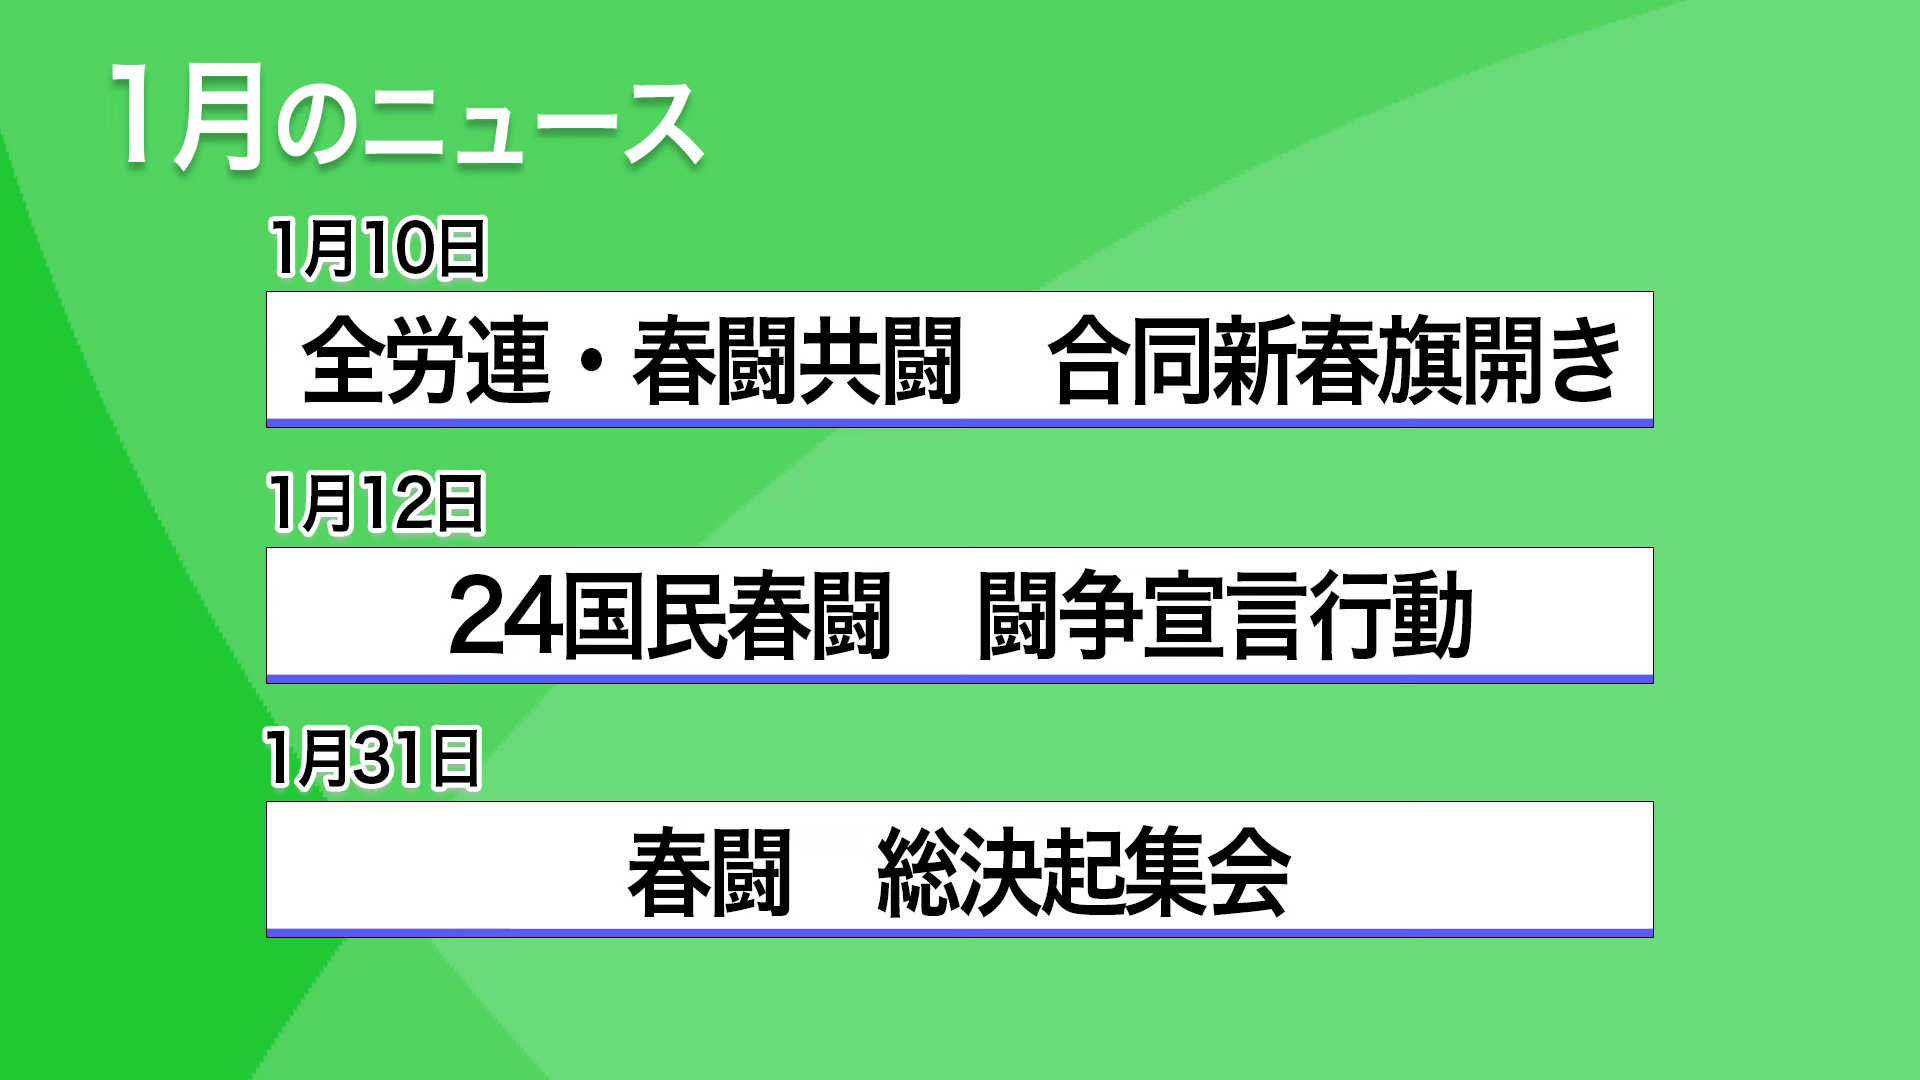 1月のニュース
1月10日
全労連・春闘共闘　合同新春旗開き
1月12日
24国民春闘　闘争宣言行動
1月31日
春闘　総決起集会